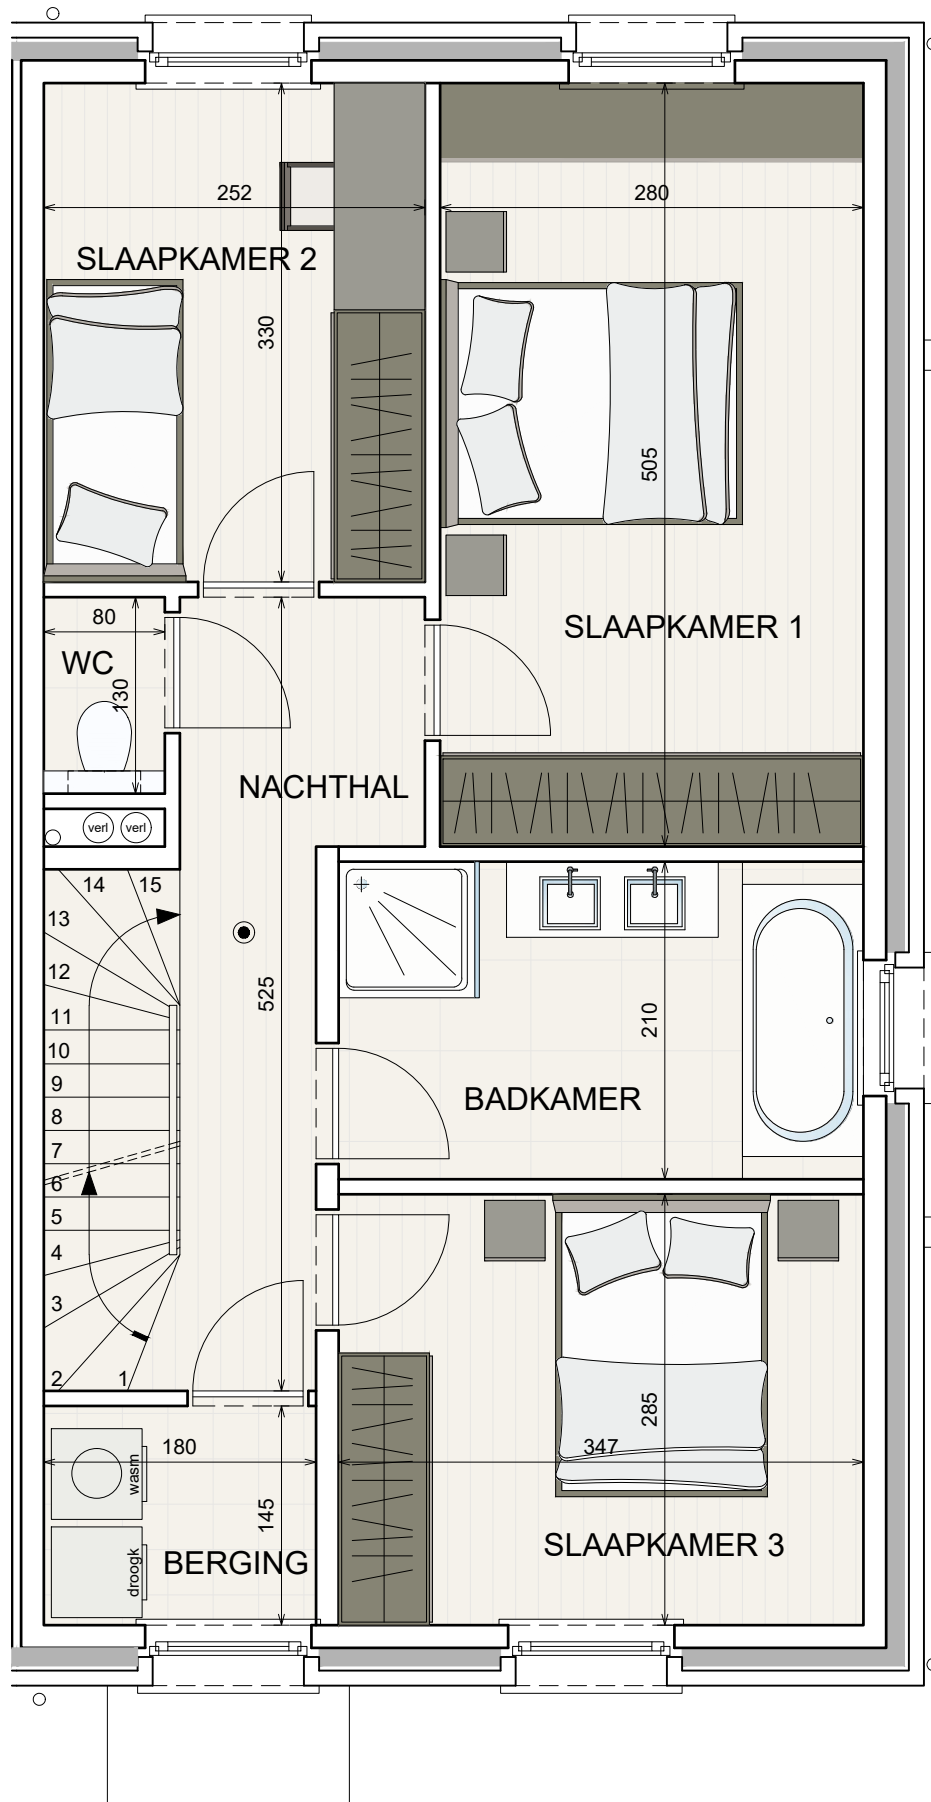 252
280
SLAAPKAMER 2
330
505
80
SLAAPKAMER 1
WC
130
NACHTHAL
verl verl
14 15
13
12
11
525
210
10
9
BADKAMER
8
7
6
5
4
3
2 1
285
180
347
wasm
145
SLAAPKAMER 3
BERGING
droogk